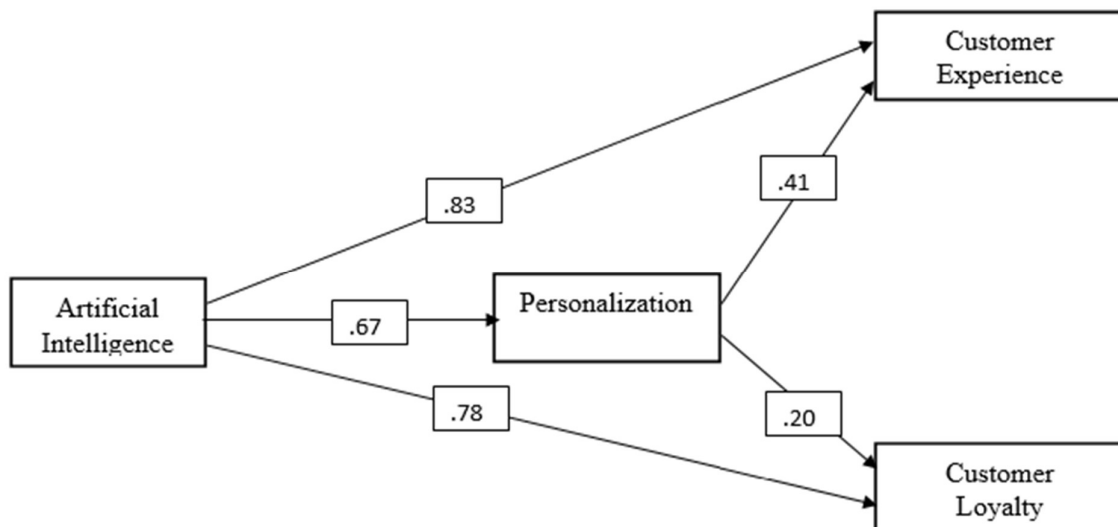 Customer
Experience
.41
.83
Artificial
Intelligence
.67
Personalization
.78
.20
Customer
Loyalty